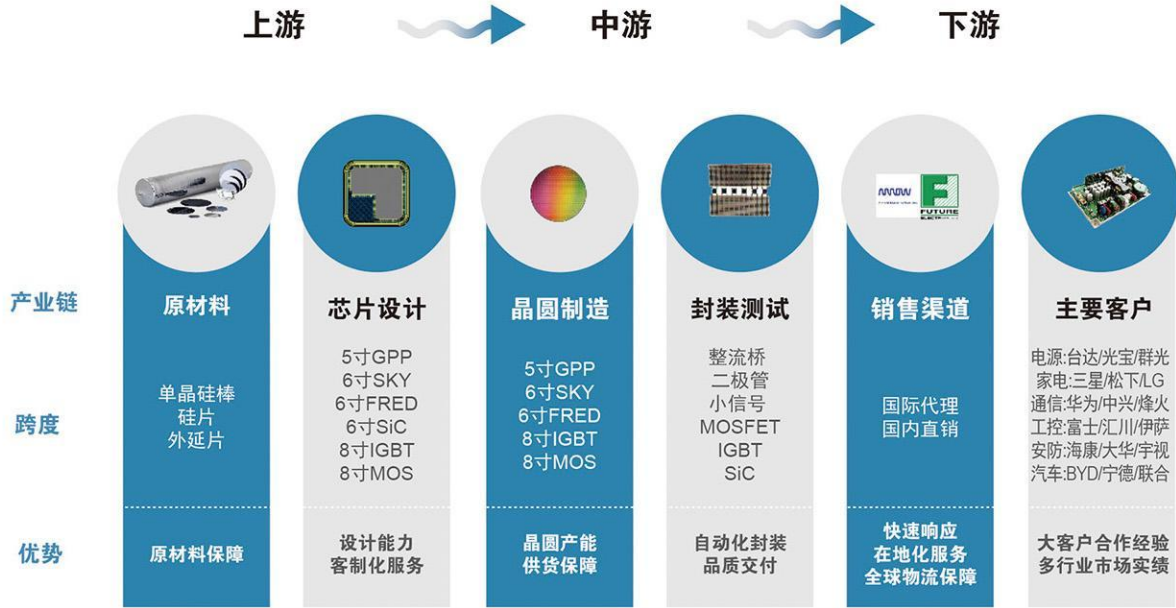 上游
中游
下游
FUTURE
产业链
原材料
芯片设计
晶圆制造
封装测试
销售渠道
主要客户
跨度
单晶硅棒
硅片
外延片
5寸GPP
6寸SKY
6寸FRED
6寸SiC
8寸IGBT
8寸MOS
5寸GPP
6寸SKY
6寸FRED
8寸IGBT
8寸MOS
整流桥
二极管
小信号
MOSFET
IGBT
SiC
国际代理
国内直销
电源:台达/光宝/群光
家电:三星/松下/LG
通信:华为/中兴/烽火
工控:富士/汇川/伊萨
安防:海康/大华/宇视
汽车:BYD/宁德/联合
优势
原材料保障
设计能力
客制化服务
晶圆产能
供货保障
自动化封装
品质交付
快速响应
在地化服务
全球物流保障
大客户合作经验
多行业市场实绩